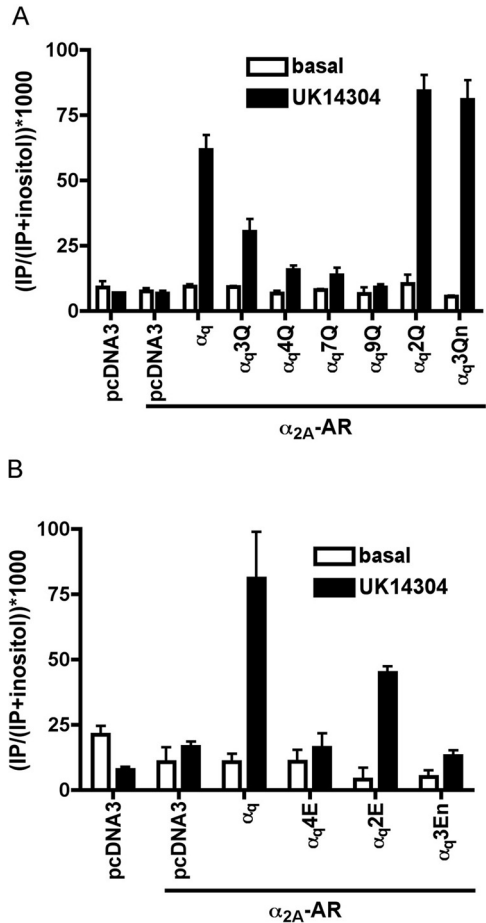 A
(IP/(IP+inositol))*1000
100
75
50
25
0
basal
UK14304
pcDNA3
pcDNA3
αq
αq3Q
αq4Q
αq7Q
αq9Q
αq2Q
αq3Qn
α2A-AR
B
(IP/(IP+inositol))*1000
100
75
50
25
0
basal
UK14304
pcDNA3
pcDNA3
αq
αq4E
αq2E
αq3En
α2A-AR